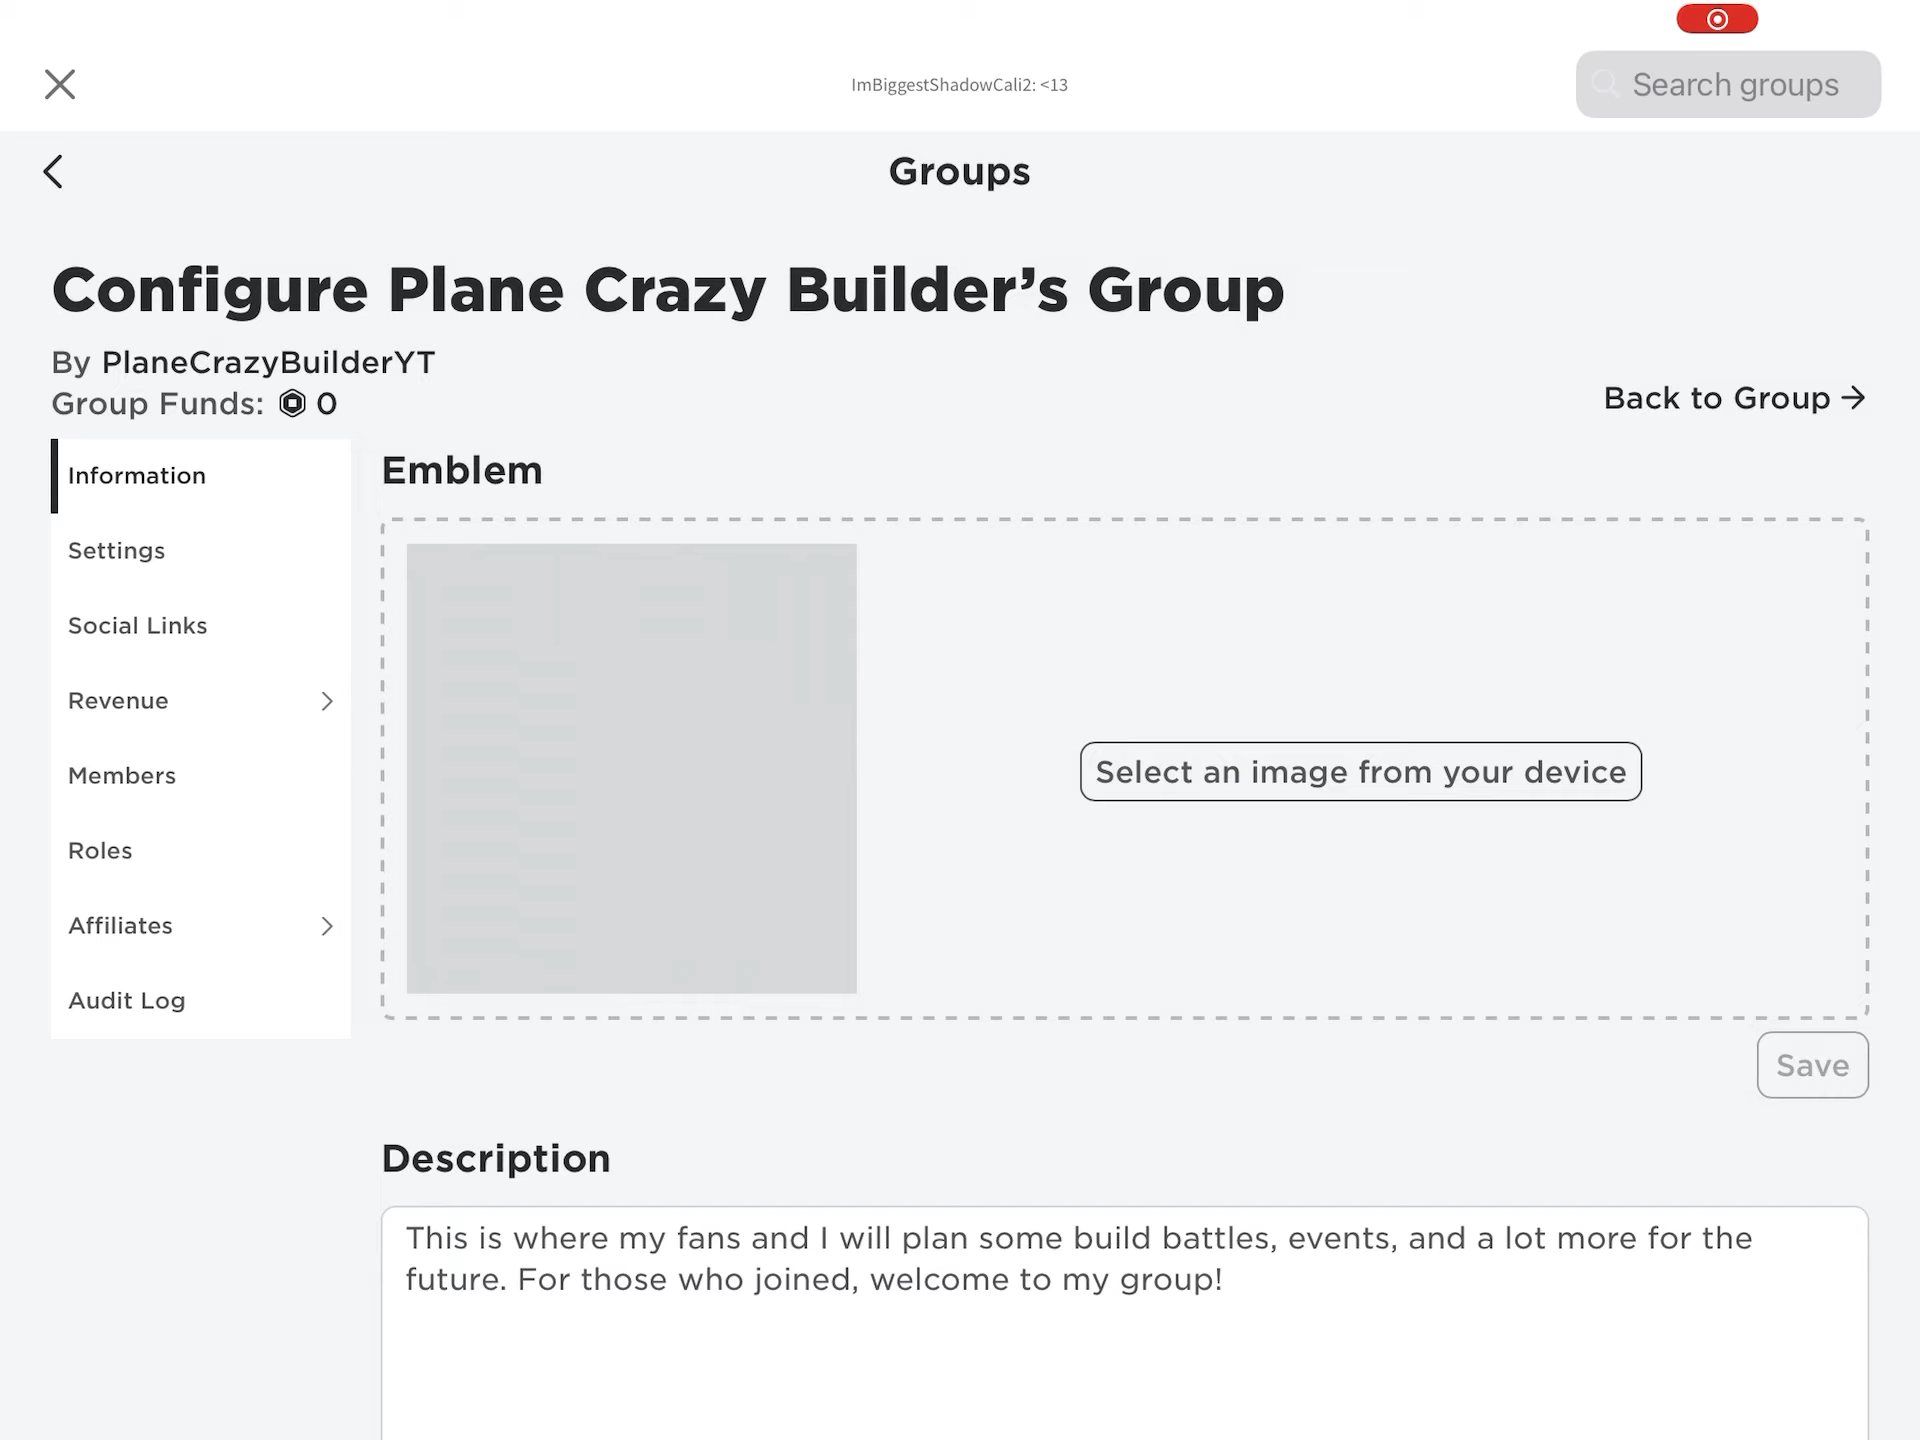 ImBiggestShadowCali2: <13
Search groups
Groups
Configure Plane Crazy Builder’s Group
By PlaneCrazyBuilderYT
Group Funds: 0
Back to Group
Information
Settings
Social Links
Revenue
Members
Roles
Affiliates
Audit Log
Emblem
Select an image from your device
Save
Description
This is where my fans and I will plan some build battles, events, and a lot more for the
future. For those who joined, welcome to my group!